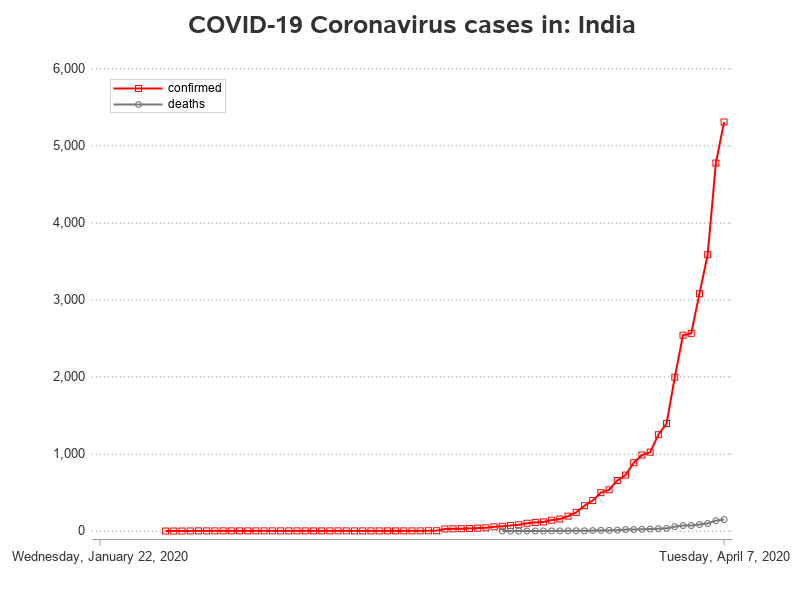 COVID-19 Coronavirus cases in: India
6,000
confirmed
deaths
5,000
4,000
3,000
2,000
1,000
0
Wednesday, January 22, 2020
Tuesday, April 7, 2020